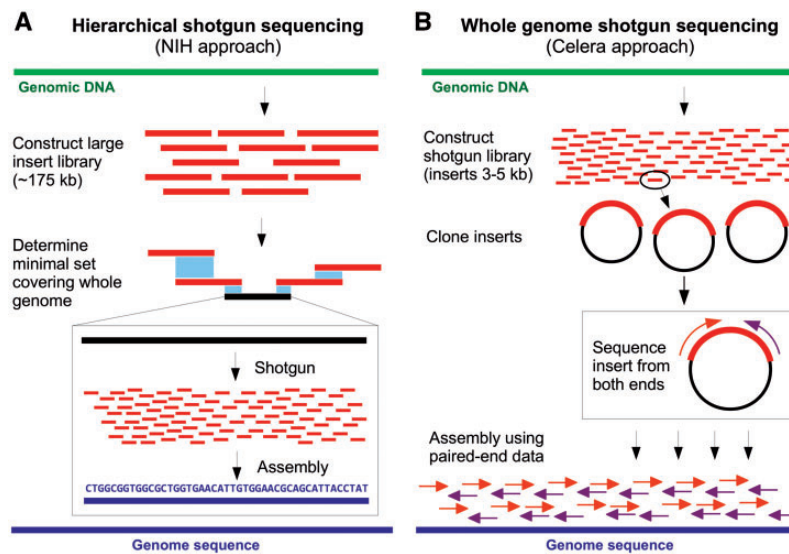 A
Hierarchical shotgun sequencing
(NIH approach)
Genomic DNA
Construct large
insert library
(~175 kb)
Determine
minimal set
covering whole
genome
Shotgun
Assembly
CTGGCGGTGGCGCTGGTGAACATTGTGGAACGCAGCATTACCTAT
Genome sequence
B
Whole genome shotgun sequencing
(Celera approach)
Genomic DNA
Construct
shotgun library
(inserts 3-5 kb)
Clone inserts
Sequence
insert from
both ends
Assembly using
paired-end data
Genome sequence